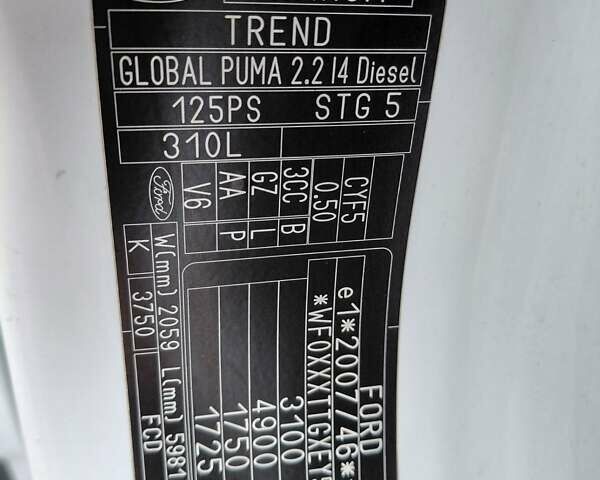 TREND
GLOBAL PUMA 2.2 I4 Diesel
125PS STG 5
310L
Ford
CYF5
0.50
3CC B
GZ L
AA P
V6
FORD
e1*2007/46*
*WF0XXXTTGXEY
3100
4900
1750
1725
W(mm) 2059 L(mm) 5981
K 3750 FCD